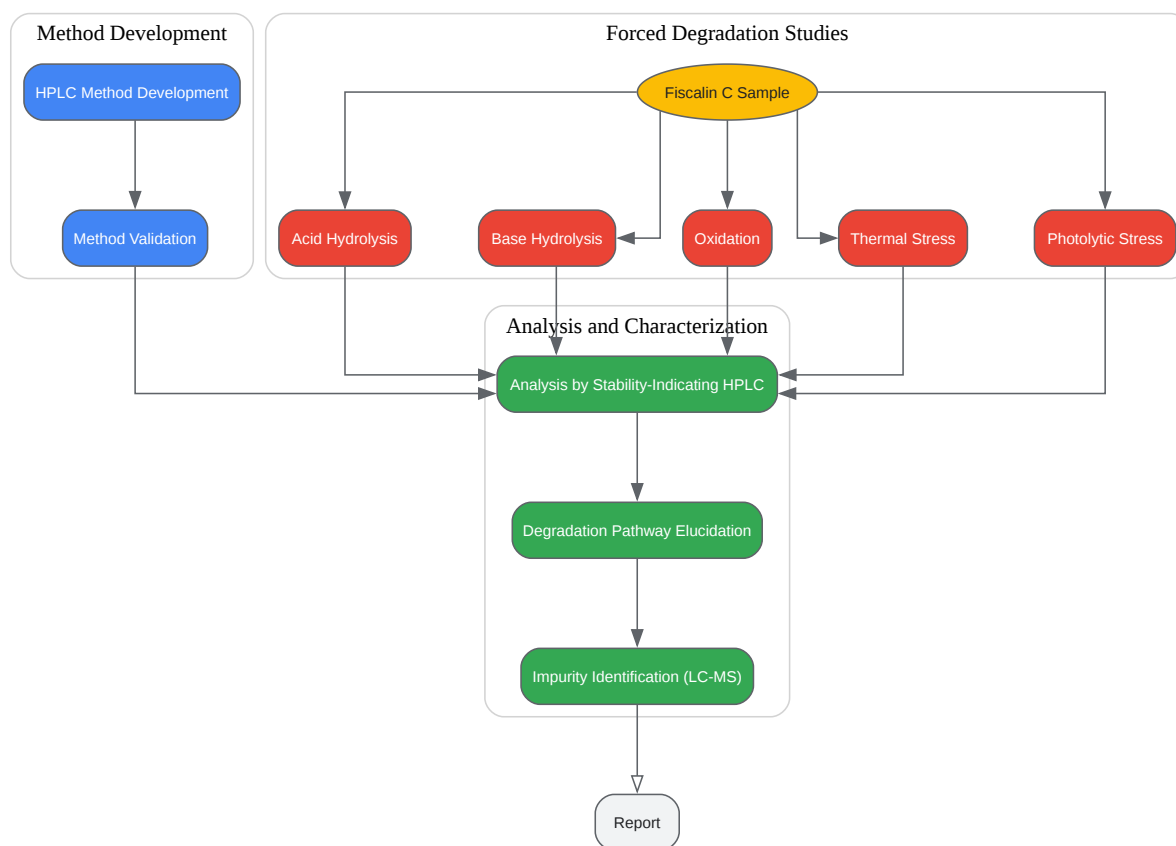 Method Development
Forced Degradation Studies
HPLC Method Development
Fiscalin C Sample
Method Validation
Acid Hydrolysis
Base Hydrolysis
Oxidation
Thermal Stress
Photolytic Stress
Analysis and Characterization
Analysis by Stability-Indicating HPLC
Degradation Pathway Elucidation
Impurity Identification (LC-MS)
Report